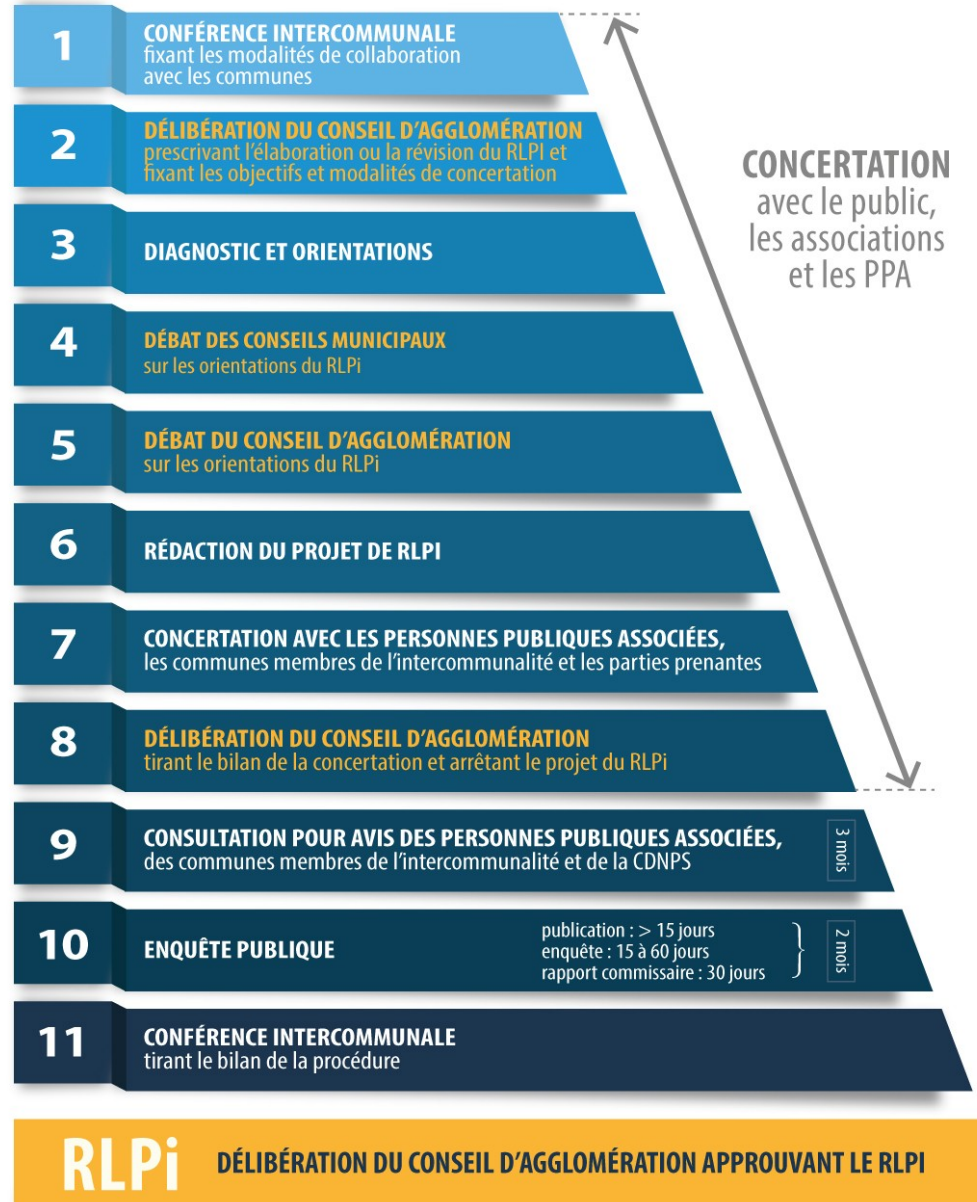 1
CONFÉRENCE INTERCOMMUNALE
fixant les modalités de collaboration
avec les communes
2
DÉLIBÉRATION DU CONSEIL D'AGGLOMÉRATION
prescrivant l'élaboration ou la révision du RLPI et
fixant les objectifs et modalités de concertation
3
DIAGNOSTIC ET ORIENTATIONS
4
DÉBAT DES CONSEILS MUNICIPAUX
sur les orientations du RLPi
5
DÉBAT DU CONSEIL D'AGGLOMÉRATION
sur les orientations du RLPi
6
RÉDACTION DU PROJET DE RLPI
7
CONCERTATION AVEC LES PERSONNES PUBLIQUES ASSOCIÉES,
les communes membres de l'intercommunalité et les parties prenantes
8
DÉLIBÉRATION DU CONSEIL D'AGGLOMÉRATION
tirant le bilan de la concertation et arrêtant le projet du RLPi
CONCERTATION
avec le public,
les associations
et les PPA
9
CONSULTATION POUR AVIS DES PERSONNES PUBLIQUES ASSOCIÉES,
des communes membres de l'intercommunalité et de la CDNPS
3 mois
10
ENQUÊTE PUBLIQUE
publication : > 15 jours
enquête : 15 à 60 jours
rapport commissaire : 30 jours
2 mois
11
CONFÉRENCE INTERCOMMUNALE
tirant le bilan de la procédure
RLPi DÉLIBÉRATION DU CONSEIL D'AGGLOMÉRATION APPROUVANT LE RLPI